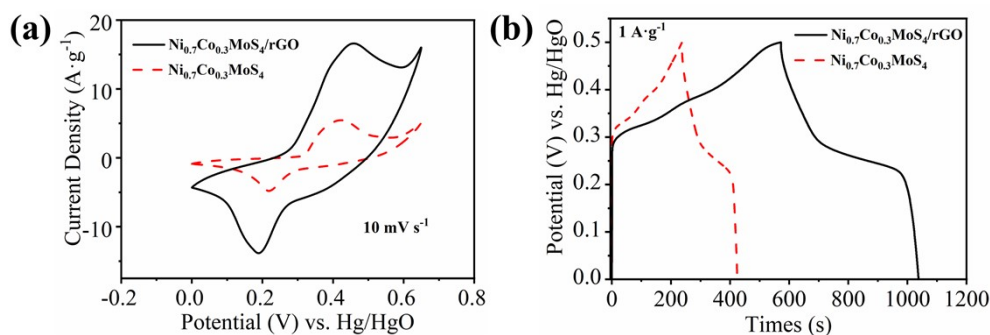 (a)
20
10
0
-10
Current Density (A·g⁻¹)
Ni₀.₇Co₀.₃MoS₄/rGO
Ni₀.₇Co₀.₃MoS₄
10 mV s⁻¹
-0.2 0.0 0.2 0.4 0.6 0.8
Potential (V) vs. Hg/HgO
(b)
0.5
0.4
0.3
0.2
0.1
0.0
Potential (V) vs. Hg/HgO
1 A·g⁻¹
Ni₀.₇Co₀.₃MoS₄/rGO
Ni₀.₇Co₀.₃MoS₄
0 200 400 600 800 1000 1200
Times (s)